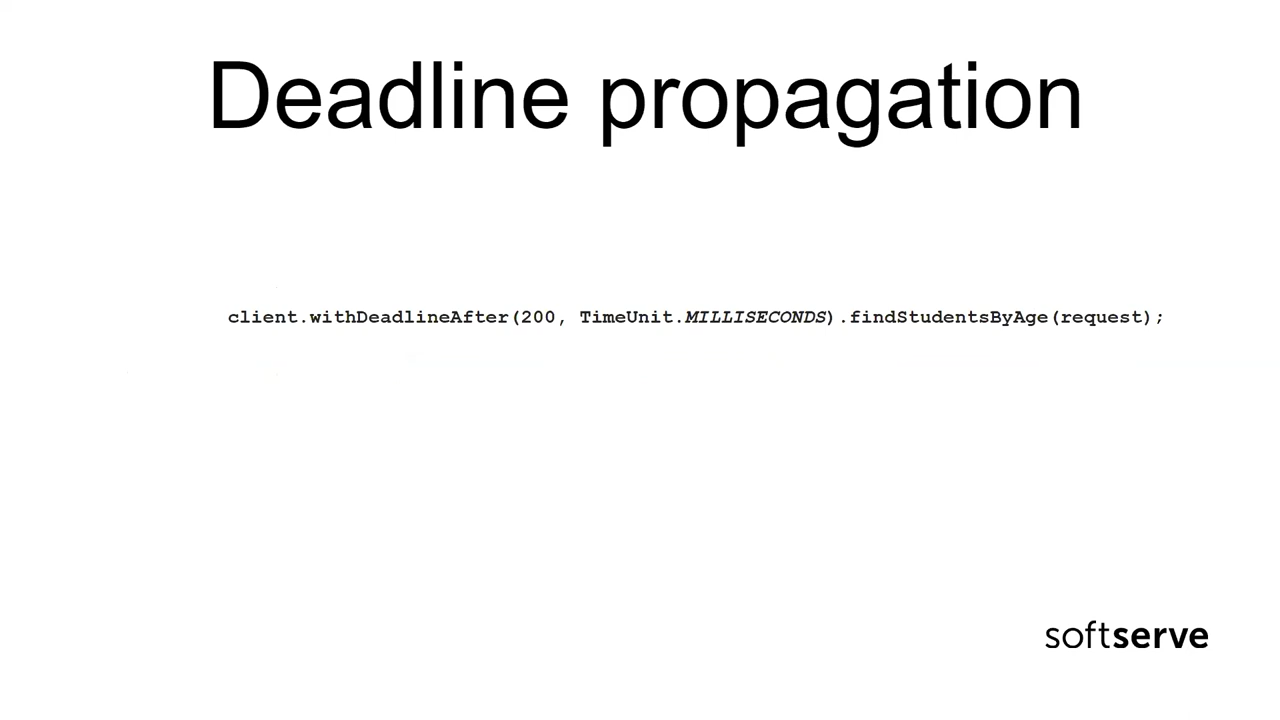 Deadline propagation
client.withDeadlineAfter(200, TimeUnit.MILLISECONDS).findStudentsByAge(request);
softserve